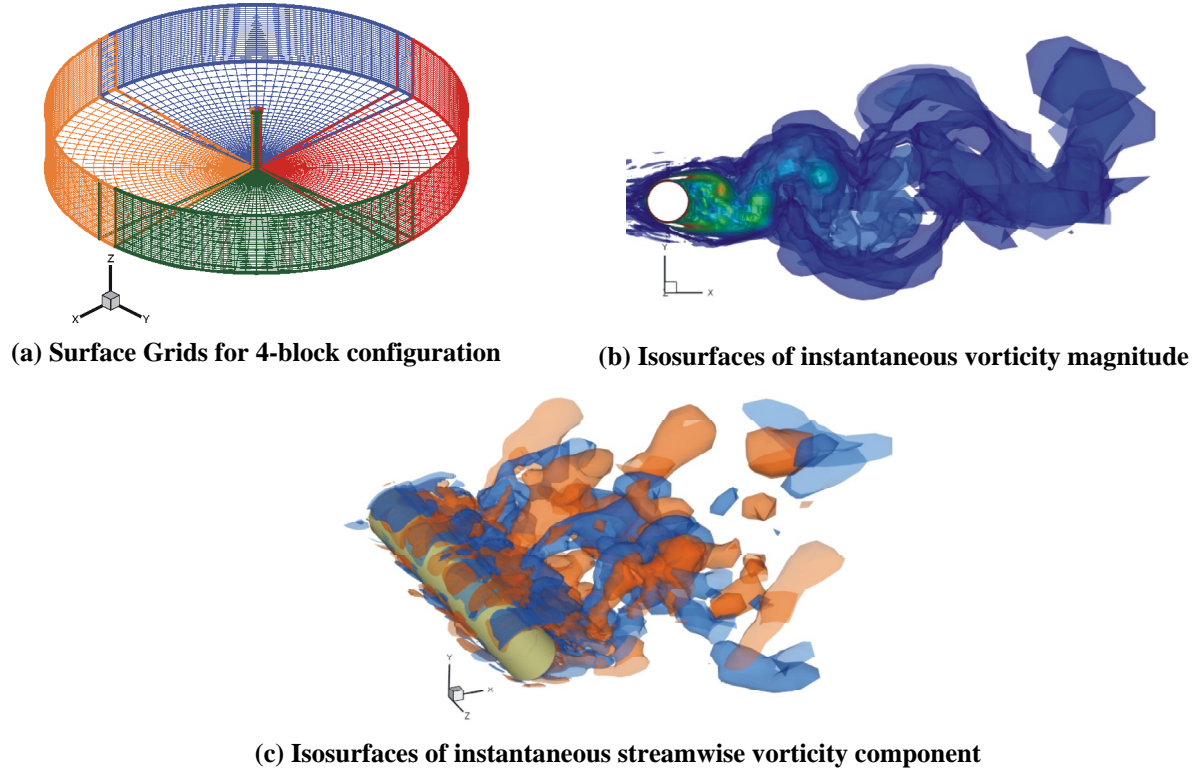 Z
X
Y
(a) Surface Grids for 4-block configuration
Y
Z
X
(b) Isosurfaces of instantaneous vorticity magnitude
Y
X
Z
(c) Isosurfaces of instantaneous streamwise vorticity component